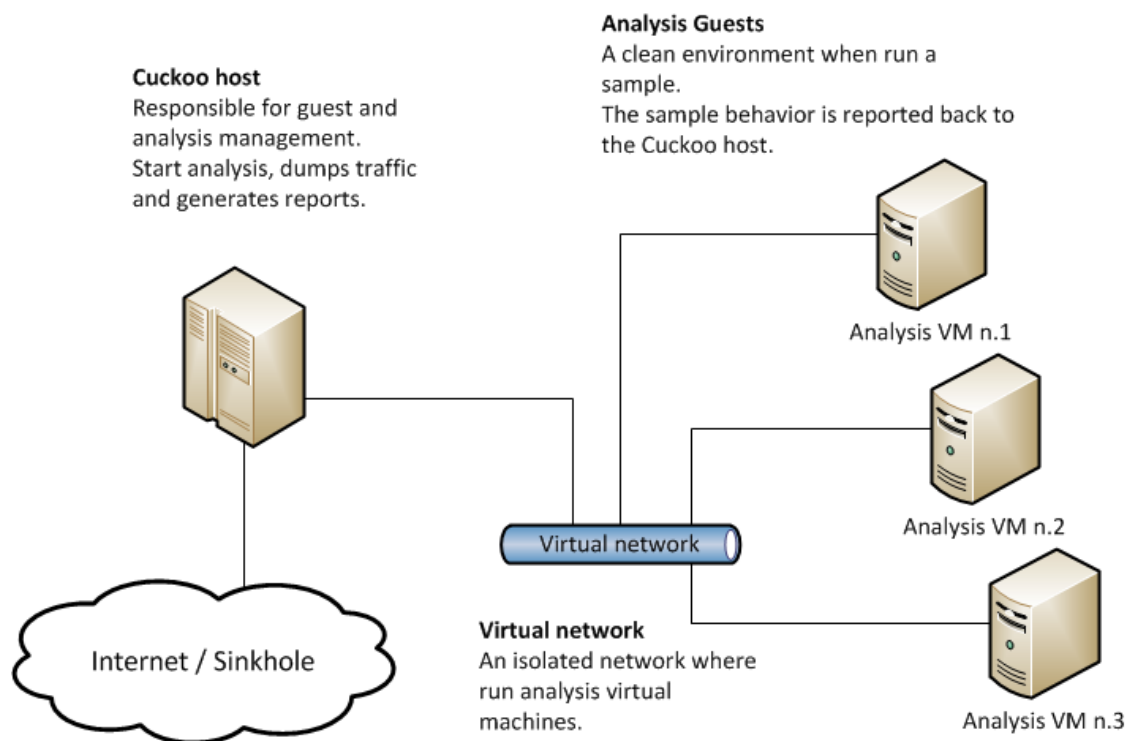 Cuckoo host
Responsible for guest and
analysis management.
Start analysis, dumps traffic
and generates reports.
Analysis Guests
A clean environment when run a
sample.
The sample behavior is reported back to
the Cuckoo host.
Analysis VM n.1
Analysis VM n.2
Virtual network
Virtual network
An isolated network where
run analysis virtual
machines.
Internet / Sinkhole
Analysis VM n.3